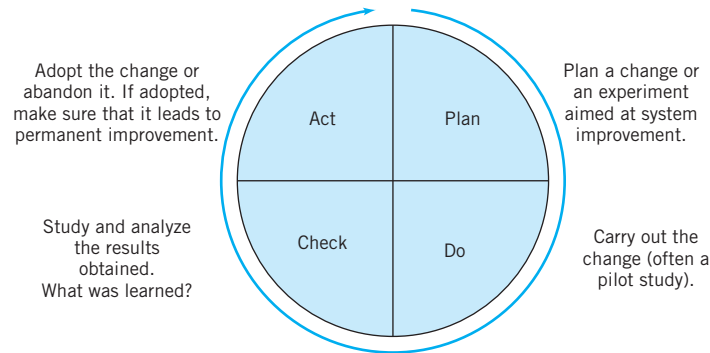 Adopt the change or
abandon it. If adopted,
make sure that it leads to
permanent improvement.
Act
Plan
Plan a change or
an experiment
aimed at system
improvement.
Study and analyze
the results
obtained.
What was learned?
Check
Do
Carry out the
change (often a
pilot study).